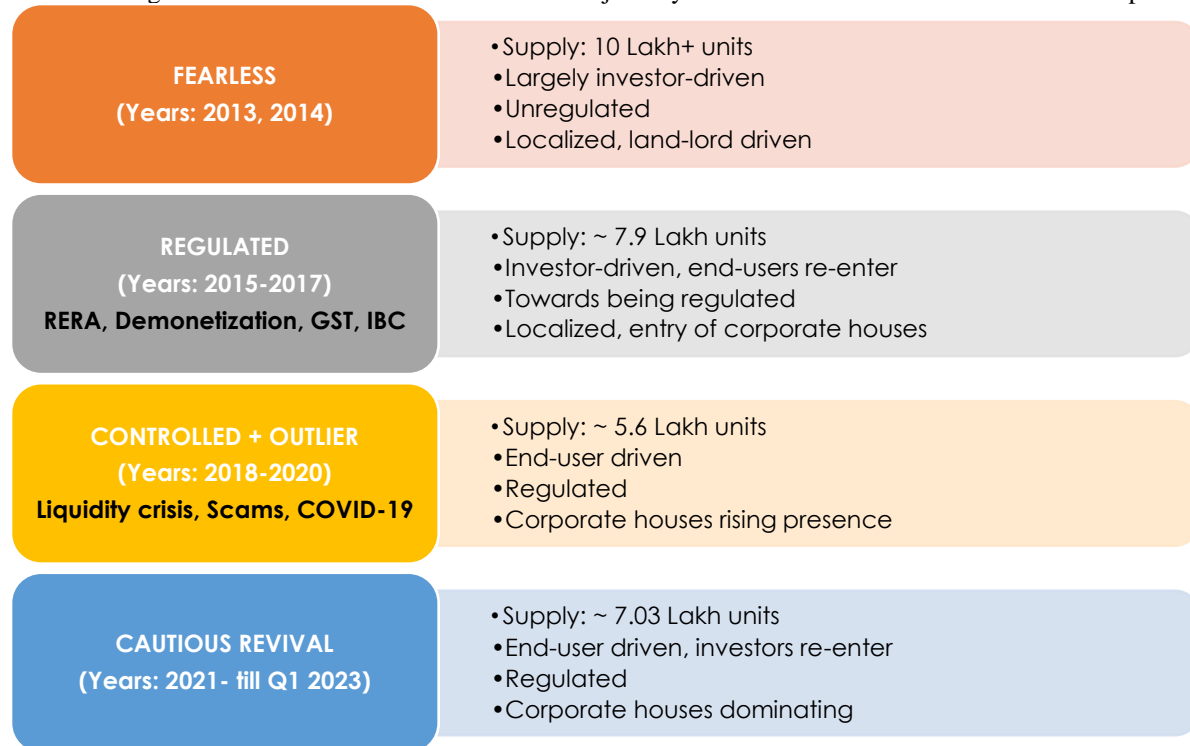 FEARLESS
(Years: 2013, 2014)
•Supply: 10 Lakh+ units
•Largely investor-driven
•Unregulated
•Localized, land-lord driven
REGULATED
(Years: 2015-2017)
RERA, Demonetization, GST, IBC
•Supply: ~ 7.9 Lakh units
•Investor-driven, end-users re-enter
•Towards being regulated
•Localized, entry of corporate houses
CONTROLLED + OUTLIER
(Years: 2018-2020)
Liquidity crisis, Scams, COVID-19
•Supply: ~ 5.6 Lakh units
•End-user driven
•Regulated
•Corporate houses rising presence
CAUTIOUS REVIVAL
(Years: 2021- till Q1 2023)
•Supply: ~ 7.03 Lakh units
•End-user driven, investors re-enter
•Regulated
•Corporate houses dominating